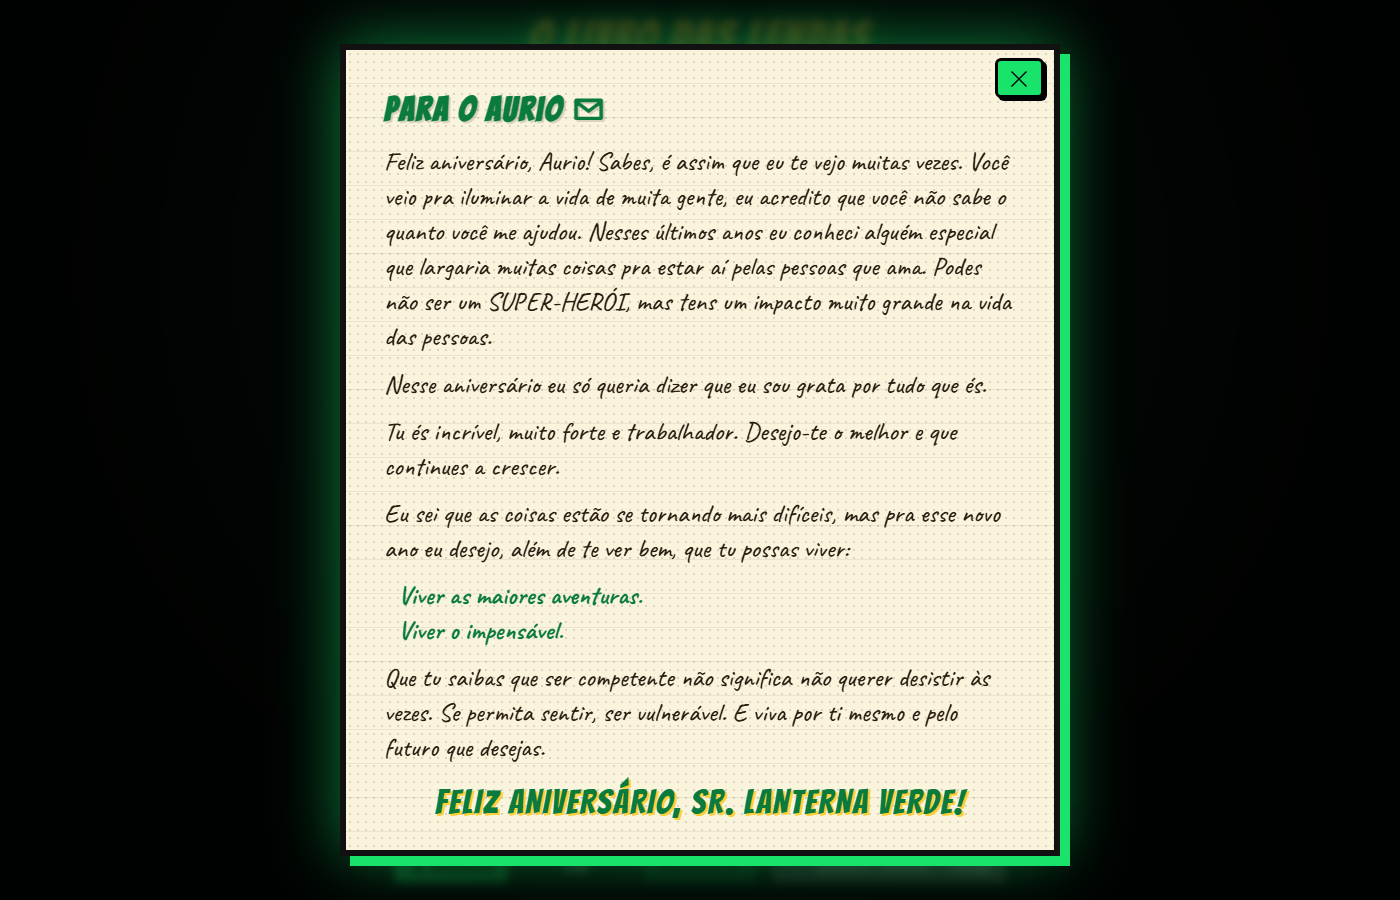 O LIVRO DAS LENDAS
PARA O AURIO
Feliz aniversário, Aurio! Sabes, é assim que eu te vejo muitas vezes. Você
veio pra iluminar a vida de muita gente, eu acredito que você não sabe o
quanto você me ajudou. Nesses últimos anos eu conheci alguém especial
que largaria muitas coisas pra estar aí pelas pessoas que ama. Podes
não ser um SUPER-HERÓI, mas tens um impacto muito grande na vida
das pessoas.
Nesse aniversário eu só queria dizer que eu sou grata por tudo que és.
Tu és incrível, muito forte e trabalhador. Desejo-te o melhor e que
continues a crescer.
Eu sei que as coisas estão se tornando mais difíceis, mas pra esse novo
ano eu desejo, além de te ver bem, que tu possas viver:
Viver as maiores aventuras.
Viver o impensável.
Que tu saibas que ser competente não significa não querer desistir às
vezes. Se permita sentir, ser vulnerável. E viva por ti mesmo e pelo
futuro que desejas.
FELIZ ANIVERSÁRIO, SR. LANTERNA VERDE!